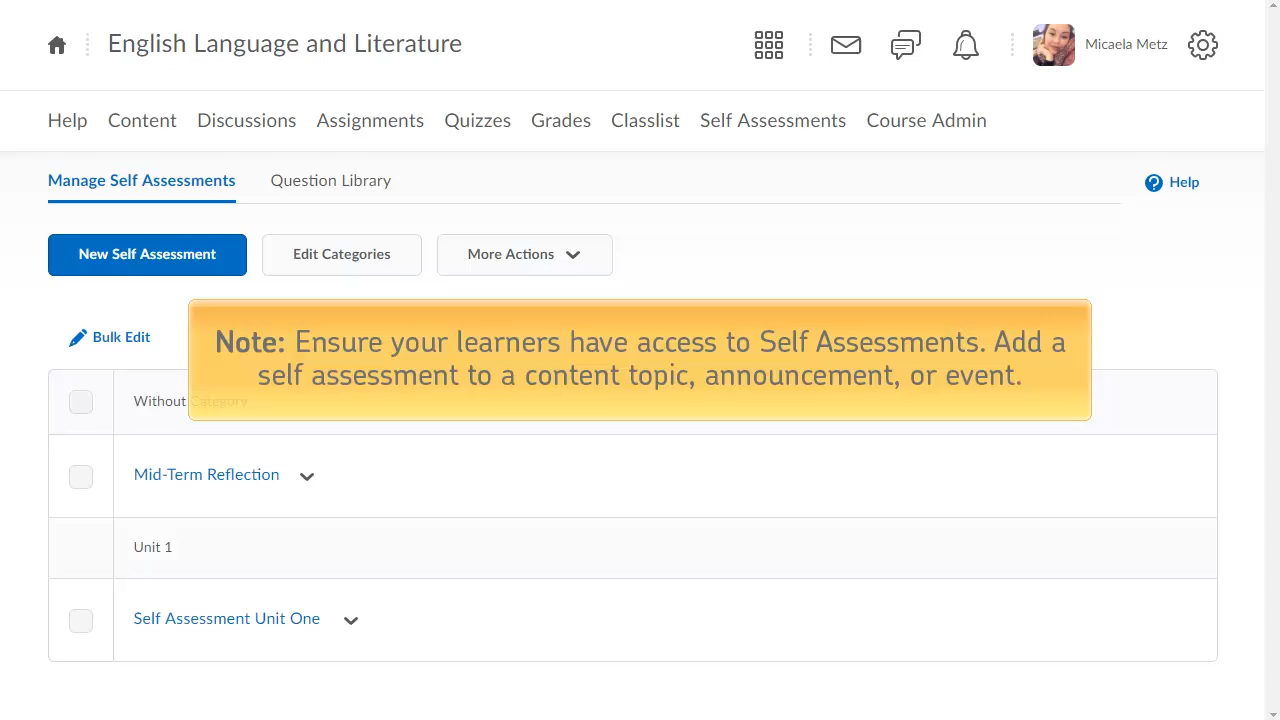 English Language and Literature
Micaela Metz
Help Content Discussions Assignments Quizzes Grades Classlist Self Assessments Course Admin
Manage Self Assessments Question Library
Help
New Self Assessment Edit Categories More Actions
Bulk Edit
Note: Ensure your learners have access to Self Assessments. Add a
self assessment to a content topic, announcement, or event.
Without Category
Mid-Term Reflection
Unit 1
Self Assessment Unit One